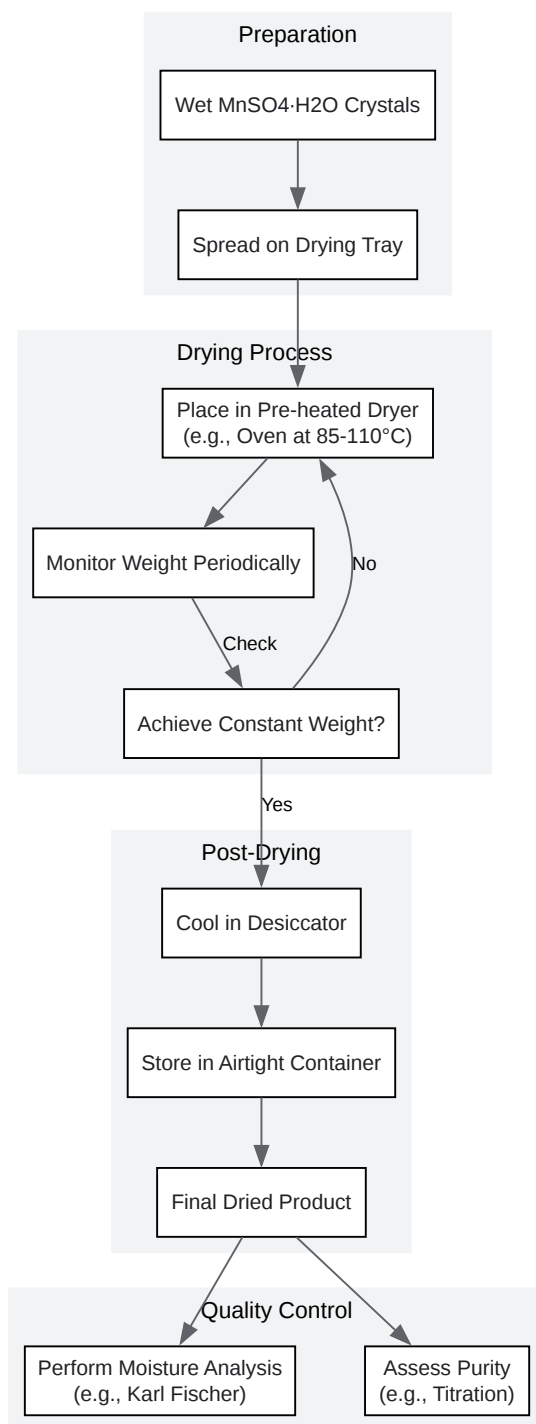 Preparation
Wet MnSO4·H2O Crystals
Spread on Drying Tray
Drying Process
Place in Pre-heated Dryer
(e.g., Oven at 85-110°C)
Monitor Weight Periodically
No
Check
Achieve Constant Weight?
Yes
Post-Drying
Cool in Desiccator
Store in Airtight Container
Final Dried Product
Quality Control
Perform Moisture Analysis
(e.g., Karl Fischer)
Assess Purity
(e.g., Titration)